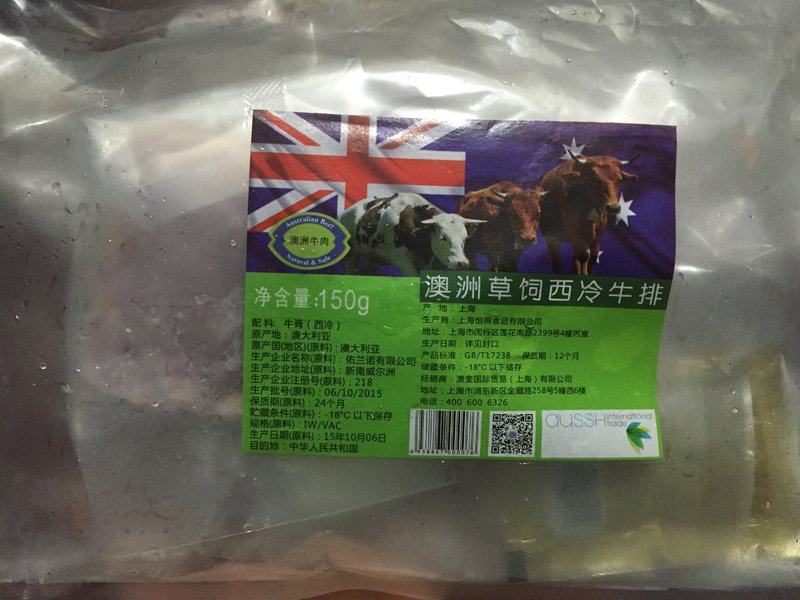 Australian Beef
澳洲牛肉
Natural & Safe
净含量:150g
澳洲草饲西冷牛排
配料:牛脊（西冷）
原产地：澳大利亚
原产国(地区)(原料)：澳大利亚
生产企业名称(原料)：佑兰诺有限公司
生产企业地址(原料)：新南威尔洲
生产企业注册号(原料)：218
生产批号(原料)：06/10/2015
保质期(原料)：24个月
贮藏条件(原料)：-18℃ 以下保存
规格(原料)：IW/VAC
生产日期(原料)：15年10月06日
目的地：中华人民共和国
产 地：上海
生产商：上海恒倜食品有限公司
地址：上海市闵行区莲花南路2399号4幢丙室
生产日期：详见封口
产品标准：GB/T17238 保质期：12个月
储藏条件：-18℃以下储存
经销商：澳奎国际贸易（上海）有限公司
地址：上海市浦东新区金藏路258号5幢西6楼
电话：400 600 6326
6938867000076
aussh international
trade